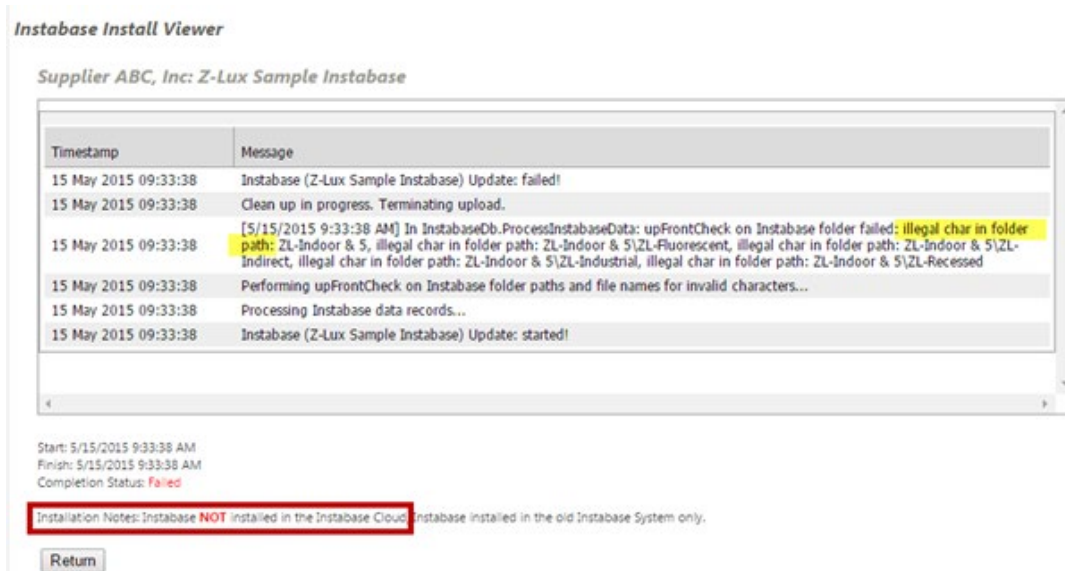 Instabase Install Viewer
Supplier ABC, Inc: Z-Lux Sample Instabase
Timestamp Message
15 May 2015 09:33:38 Instabase (Z-Lux Sample Instabase) Update: failed!
15 May 2015 09:33:38 Clean up in progress. Terminating upload.
[5/15/2015 9:33:38 AM] In InstabaseDb.ProcessInstabaseData: upFrontCheck on Instabase folder failed: illegal char in folder
15 May 2015 09:33:38 path: ZL-Indoor & 5, illegal char in folder path: ZL-Indoor & 5\ZL-Fluorescent, illegal char in folder path: ZL-Indoor & 5\ZL-
Indirect, illegal char in folder path: ZL-Indoor & 5\ZL-Industrial, illegal char in folder path: ZL-Indoor & 5\ZL-Recessed
15 May 2015 09:33:38 Performing upFrontCheck on Instabase folder paths and file names for invalid characters...
15 May 2015 09:33:38 Processing Instabase data records...
15 May 2015 09:33:38 Instabase (Z-Lux Sample Instabase) Update: started!
Start: 5/15/2015 9:33:38 AM
Finish: 5/15/2015 9:33:38 AM
Completion Status: Failed
Installation Notes: Instabase NOT installed in the Instabase Cloud, Instabase installed in the old Instabase System only.
Return